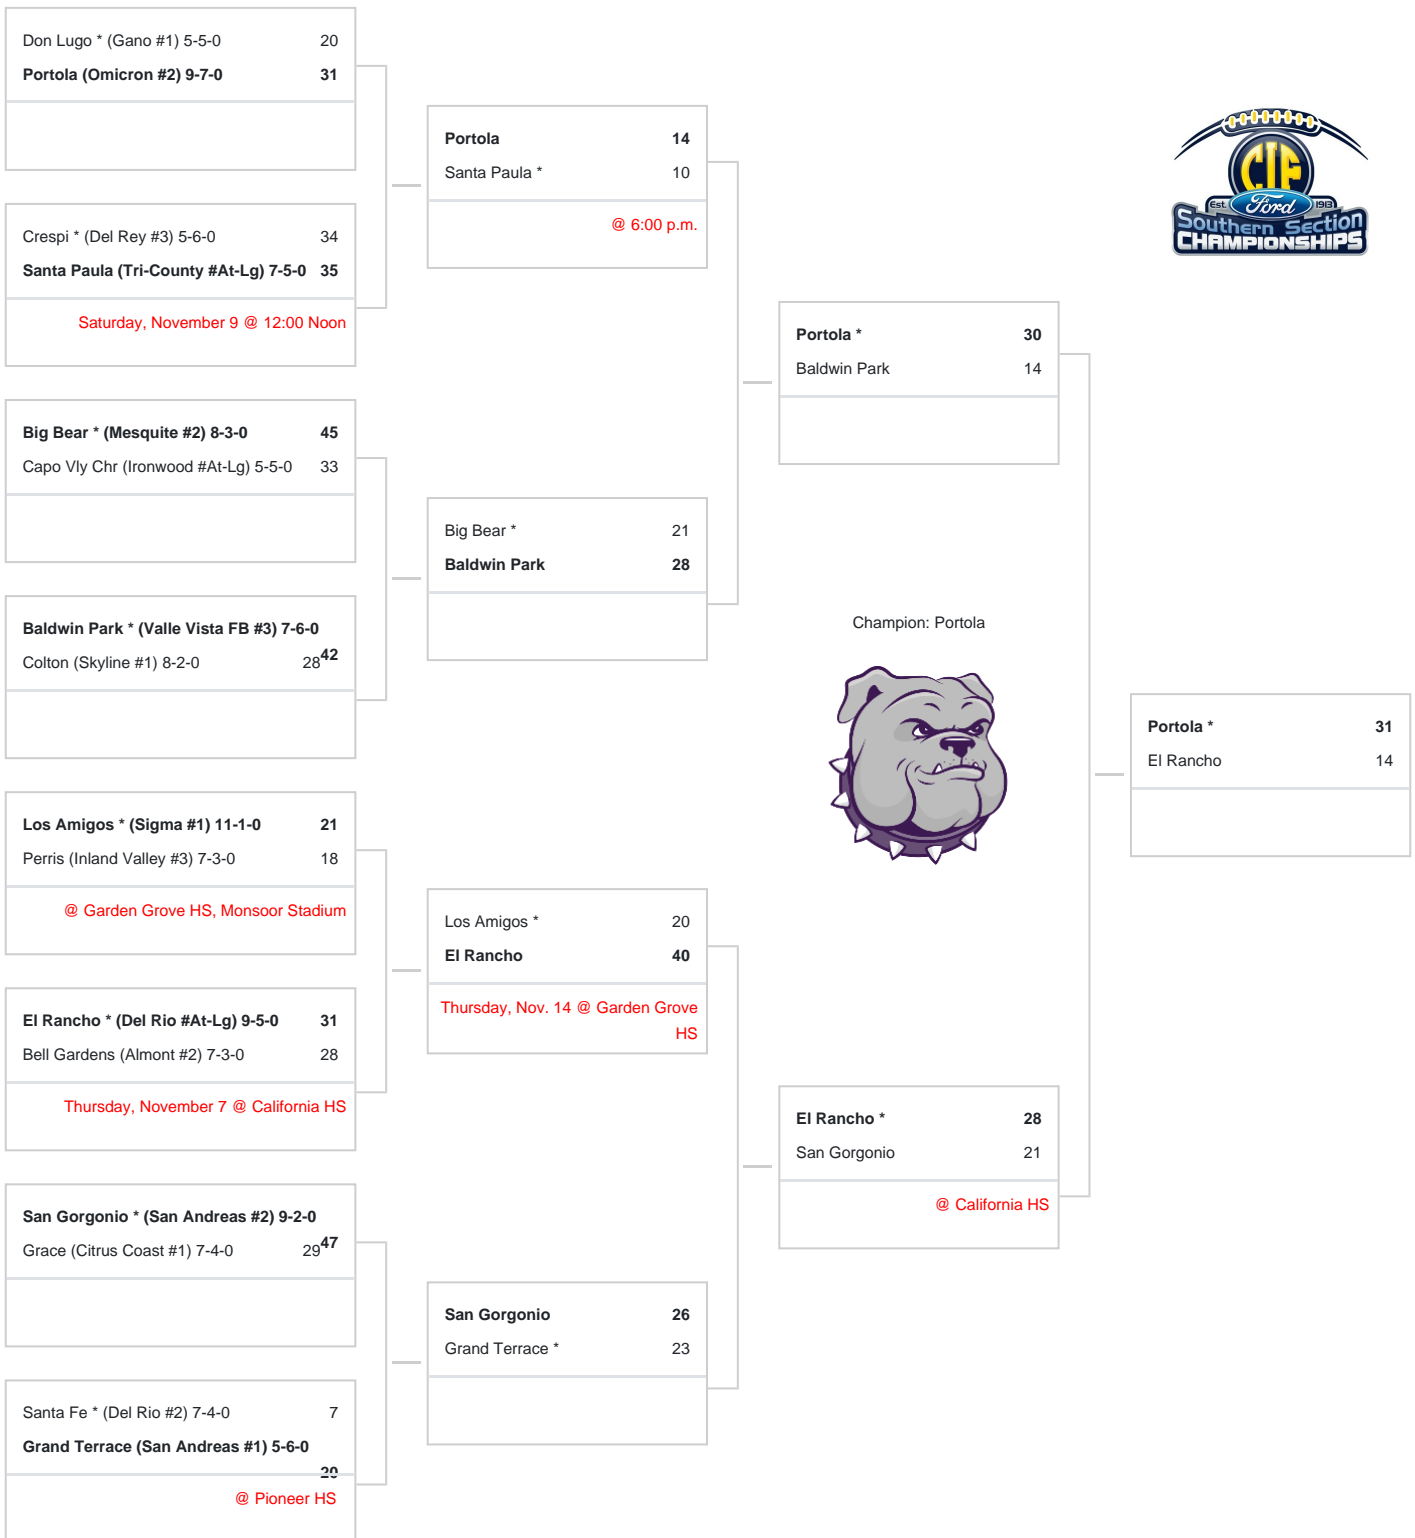 Don Lugo * (Gano #1) 5-5-0 20
Portola (Omicron #2) 9-7-0 31
Crespi * (Del Rey #3) 5-6-0 34
Santa Paula (Tri-County #At-Lg) 7-5-0 35
Saturday, November 9 @ 12:00 Noon
Big Bear * (Mesquite #2) 8-3-0 45
Capo Vly Chr (Ironwood #At-Lg) 5-5-0 33
Baldwin Park * (Valle Vista FB #3) 7-6-0
42
Colton (Skyline #1) 8-2-0 28
Los Amigos * (Sigma #1) 11-1-0 21
Perris (Inland Valley #3) 7-3-0 18
@ Garden Grove HS, Monsoor Stadium
El Rancho * (Del Rio #At-Lg) 9-5-0 31
Bell Gardens (Almont #2) 7-3-0 28
Thursday, November 7 @ California HS
San Gorgonio * (San Andreas #2) 9-2-0
47
Grace (Citrus Coast #1) 7-4-0 29
Santa Fe * (Del Rio #2) 7-4-0 7
Grand Terrace (San Andreas #1) 5-6-0
@ Pioneer HS
Portola 14
Santa Paula * 10
@ 6:00 p.m.
Big Bear * 21
Baldwin Park 28
Los Amigos * 20
El Rancho 40
Thursday, Nov. 14 @ Garden Grove
HS
San Gorgonio 26
Grand Terrace * 23
Portola * 30
Baldwin Park 14
El Rancho * 28
San Gorgonio 21
@ California HS
Champion: Portola
Portola * 31
El Rancho 14
CIF
Est. Ford 1913
Southern Section
CHAMPIONSHIPS